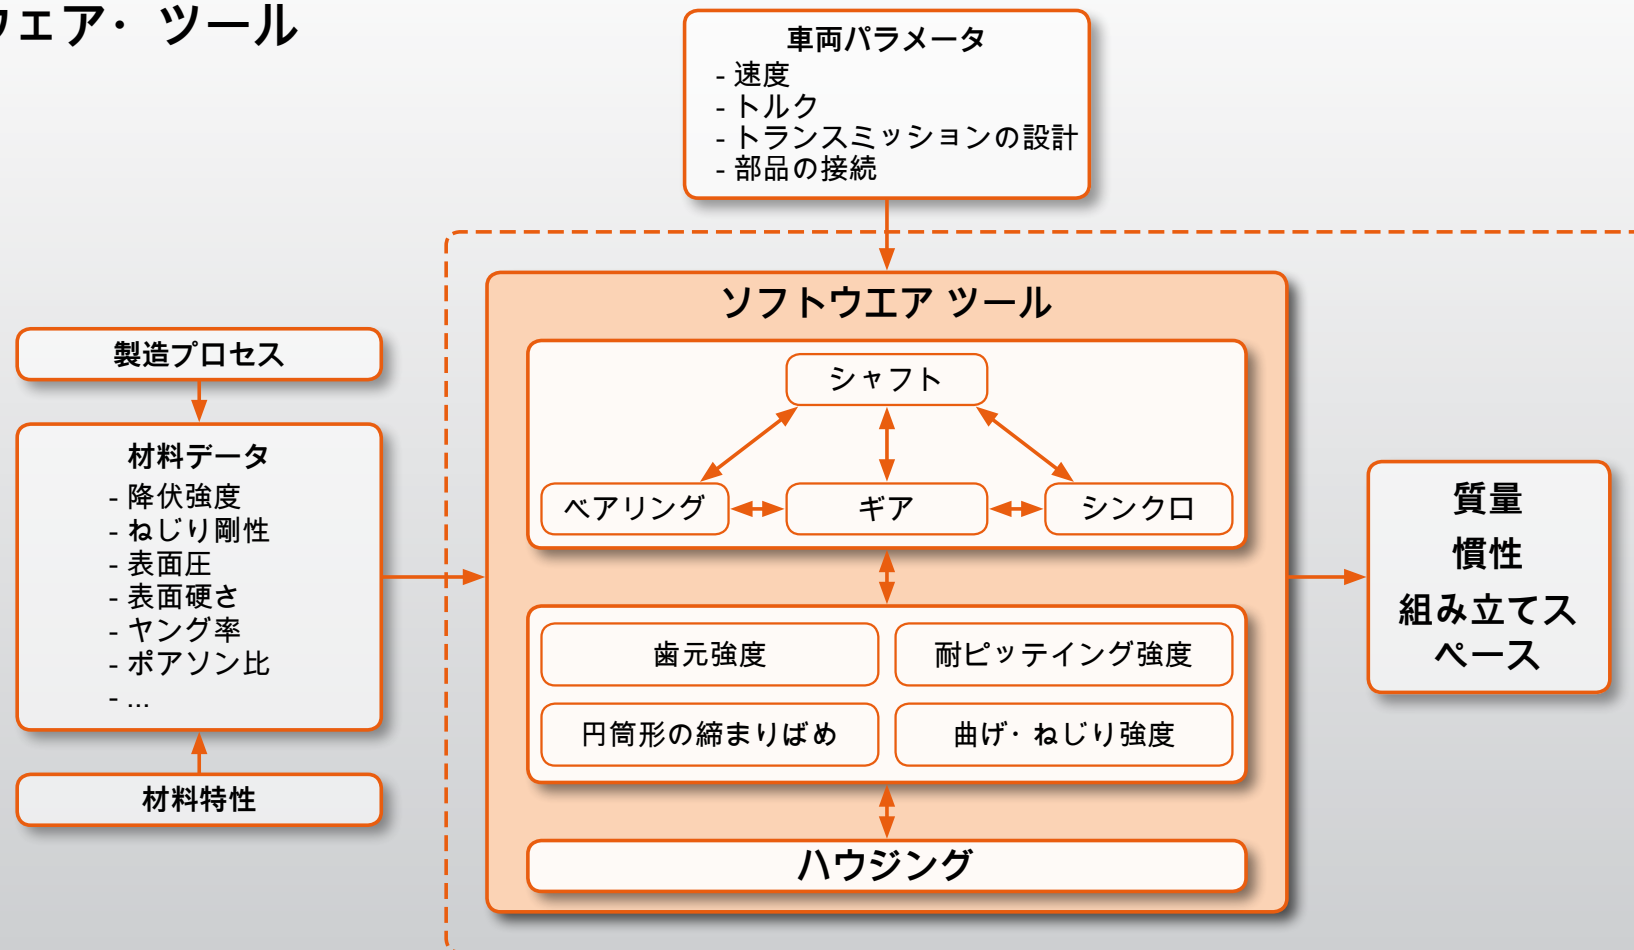 ウェア・ ツール
車両パラメータ
- 速度
- トルク
- トランスミッションの設計
- 部品の接続
ソフトウエア ツール
製造プロセス
シャフト
材料データ
- 降伏強度
- ねじり剛性
- 表面圧
- 表面硬さ
- ヤング率
- ポアソン比
- ...
ベアリング
ギア
シンクロ
質量
慣性
組み立てス
ペース
歯元強度
耐ピッテイング強度
円筒形の締まりばめ
曲げ・ねじり強度
材料特性
ハウジング